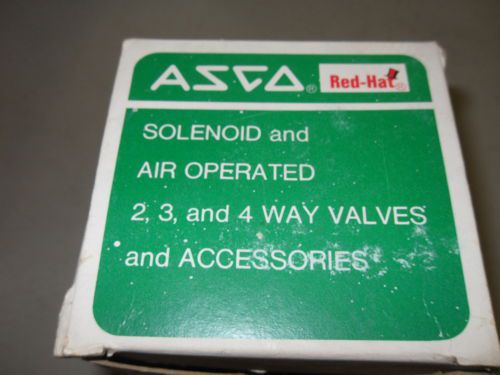 ASCO® Red-Hat®
SOLENOID and
AIR OPERATED
2, 3, and 4 WAY VALVES
and ACCESSORIES